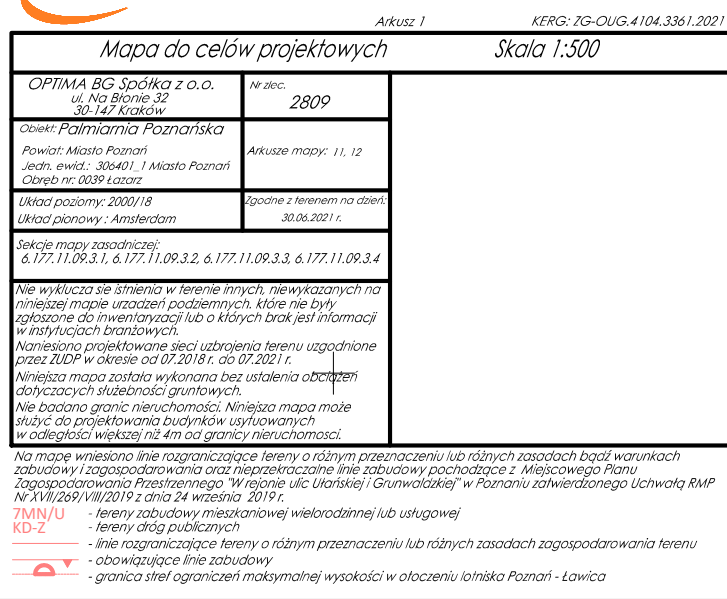 Arkusz 1 KERG: ZG-OUG.4104.3361.2021
Mapa do celów projektowych Skala 1:500
OPTIMA BG Spółka z o.o.
ul. Na Błonie 32
30-147 Kraków
Nr zlec.
2809
Obiekt: Palmiarnia Poznańska
Powiat: Miasto Poznań
Jedn. ewid.: 306401_1 Miasto Poznań
Obręb nr: 0039 Łazarz
Arkusze mapy: 11, 12
Układ poziomy: 2000/18
Układ pionowy : Amsterdam
Zgodne z terenem na dzień:
30.06.2021 r.
Sekcje mapy zasadniczej:
6.177.11.09.3.1, 6.177.11.09.3.2, 6.177.11.09.3.3, 6.177.11.09.3.4
Nie wyklucza sie istnienia w terenie innych, niewykazanych na
niniejszej mapie urzadzeń podziemnych. które nie były
zgłoszone do inwentaryzacji lub o których brak jest informacji
w instytucjach branżowych.
Naniesiono projektowane sieci uzbrojenia terenu uzgodnione
przez ZUDP w okresie od 07.2018 r. do 07.2021 r.
Niniejsza mapa została wykonana bez ustalenia obciążeń
dotyczacych służebności gruntowych.
Nie badano granic nieruchomości. Niniejsza mapa może
służyć do projektowania budynków usytuowanych
w odległości większej niż 4m od granicy nieruchomosci.
Na mapę wniesiono linie rozgraniczające tereny o różnym przeznaczeniu lub różnych zasadach bądź warunkach
zabudowy i zagospodarowania oraz nieprzekraczalne linie zabudowy pochodzące z Miejscowego Planu
Zagospodarowania Przestrzennego "W rejonie ulic Ułańskiej i Grunwaldzkiej" w Poznaniu zatwierdzonego Uchwałą RMP
Nr XVII/269/VIII/2019 z dnia 24 września 2019 r.
7MN/U - tereny zabudowy mieszkaniowej wielorodzinnej lub usługowej
KD-Z - tereny dróg publicznych
- linie rozgraniczające tereny o różnym przeznaczeniu lub różnych zasadach zagospodarowania terenu
- obowiązujące linie zabudowy
- granica stref ograniczeń maksymalnej wysokości w otoczeniu lotniska Poznań - Ławica